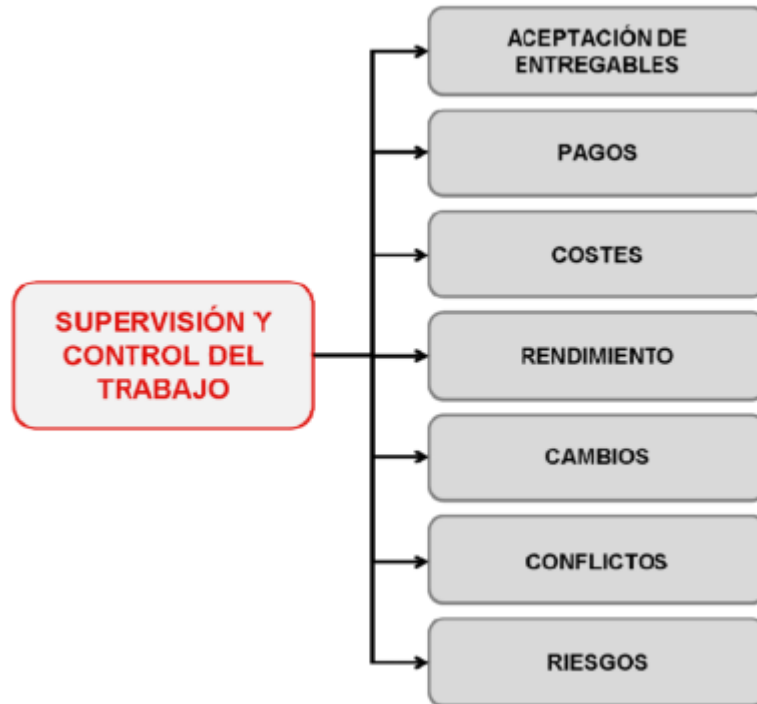 ACEPTACIÓN DE
ENTREGABLES
PAGOS
COSTES
SUPERVISIÓN Y
CONTROL DEL
TRABAJO
RENDIMIENTO
CAMBIOS
CONFLICTOS
RIESGOS